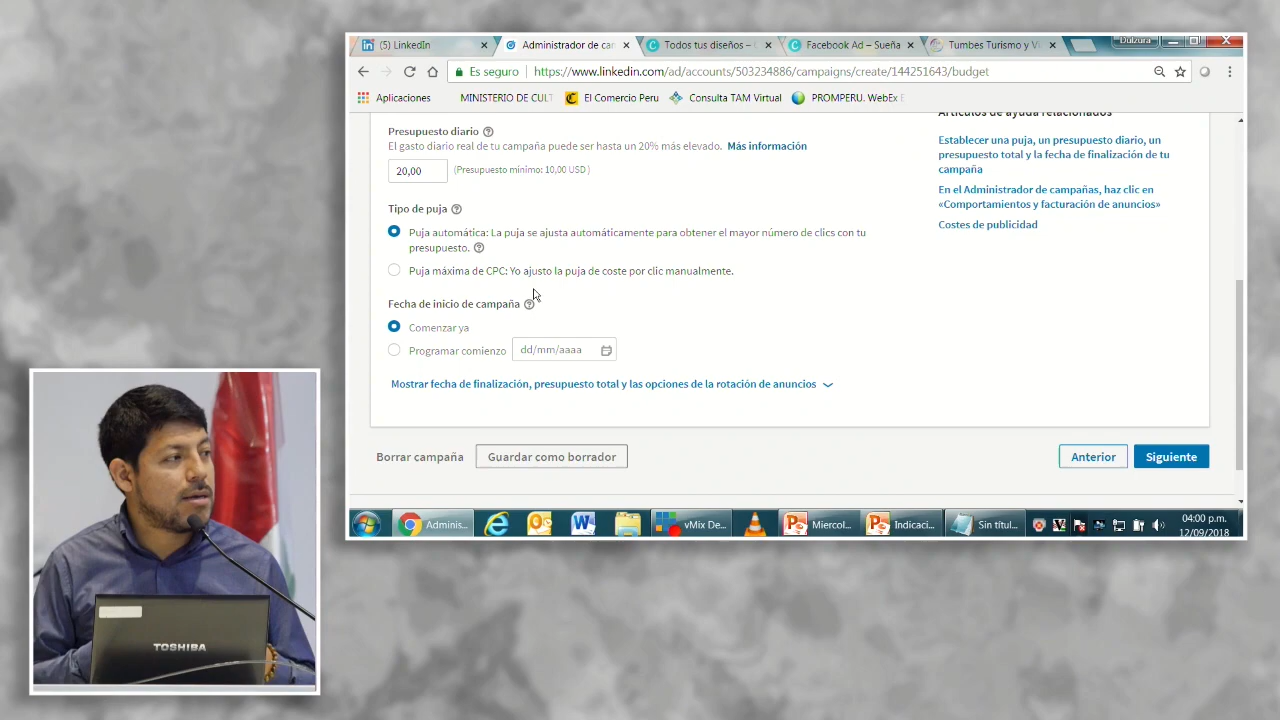 (5) LinkedIn
Administrador de car
Todos tus diseños –
Facebook Ad – Sueña
Tumbes Turismo y V
Dulzura
Es seguro
https://www.linkedin.com/ad/accounts/503234886/campaigns/create/144251643/budget
Aplicaciones
MINISTERIO DE CULT
El Comercio Peru
Consulta TAM Virtual
PROMPERU. WebEx E
Presupuesto diario
El gasto diario real de tu campaña puede ser hasta un 20% más elevado. Más información
20,00
(Presupuesto mínimo: 10,00 USD )
Tipo de puja
Puja automática: La puja se ajusta automáticamente para obtener el mayor número de clics con tu
presupuesto.
Puja máxima de CPC: Yo ajusto la puja de coste por clic manualmente.
Fecha de inicio de campaña
Comenzar ya
Programar comienzo
dd/mm/aaaa
Mostrar fecha de finalización, presupuesto total y las opciones de la rotación de anuncios
Artículos de ayuda relacionados
Establecer una puja, un presupuesto diario, un
presupuesto total y la fecha de finalización de tu
campaña
En el Administrador de campañas, haz clic en
«Comportamientos y facturación de anuncios»
Costes de publicidad
Borrar campaña
Guardar como borrador
Anterior
Siguiente
Adminis...
vMix De...
Miercol...
Indicaci...
Sin títul...
04:00 p.m.
12/09/2018
TOSHIBA